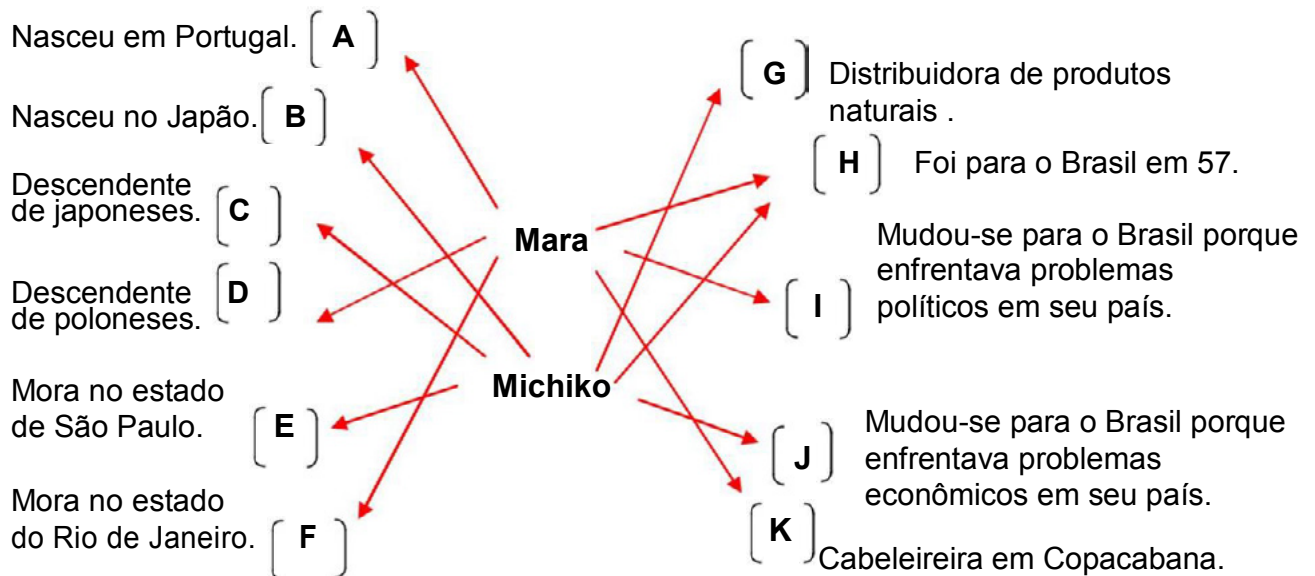 Nasceu em Portugal. [ A ]
Nasceu no Japão. [ B ]
Descendente
de japoneses. [ C ]
Descendente [ D ]
de poloneses.
Mora no estado
de São Paulo. [ E ]
Mora no estado
do Rio de Janeiro. [ F ]
Mara
Michiko
[ G ] Distribuidora de produtos
naturais .
[ H ] Foi para o Brasil em 57.
Mudou-se para o Brasil porque
enfrentava problemas
[ I ] políticos em seu país.
Mudou-se para o Brasil porque
[ J ] enfrentava problemas
econômicos em seu país.
[ K ]
Cabeleireira em Copacabana.